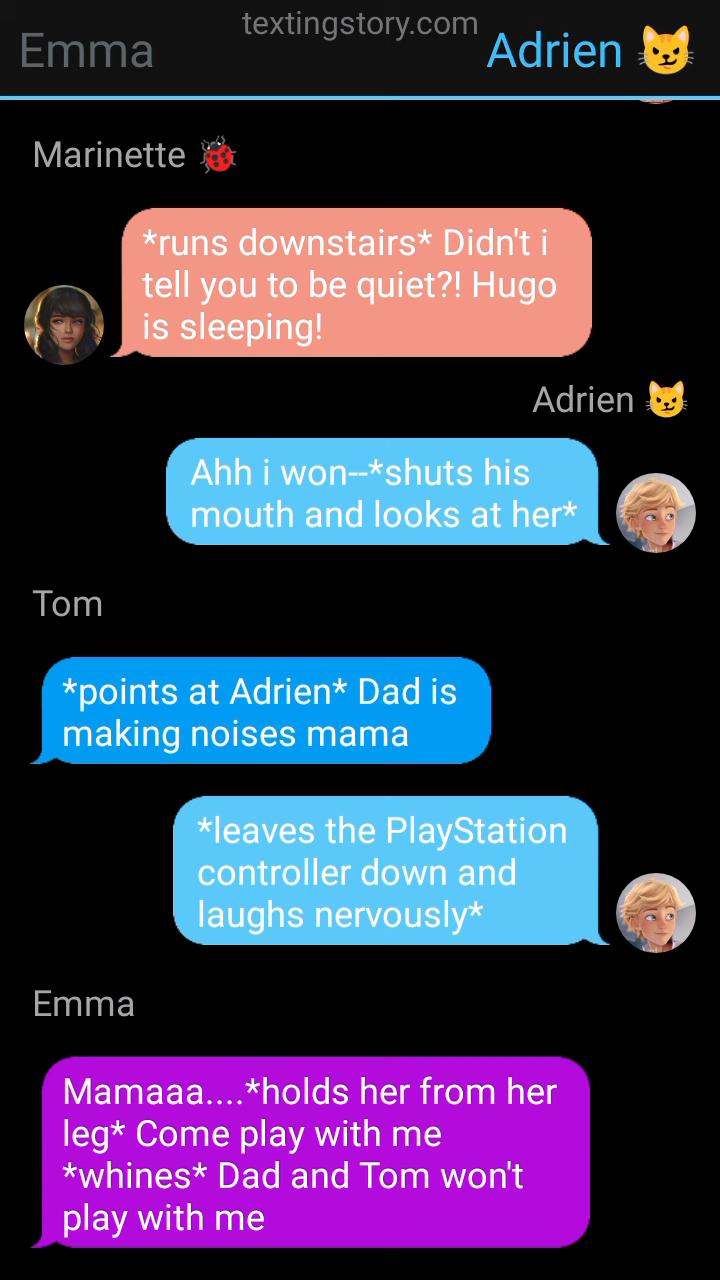 textingstory.com
Emma
Adrien 😼
Marinette 🐞
*runs downstairs* Didn't i
tell you to be quiet?! Hugo
is sleeping!
Adrien 😼
Ahh i won--*shuts his
mouth and looks at her*
Tom
*points at Adrien* Dad is
making noises mama
*leaves the PlayStation
controller down and
laughs nervously*
Emma
Mamaaa....*holds her from her
leg* Come play with me
*whines* Dad and Tom won't
play with me